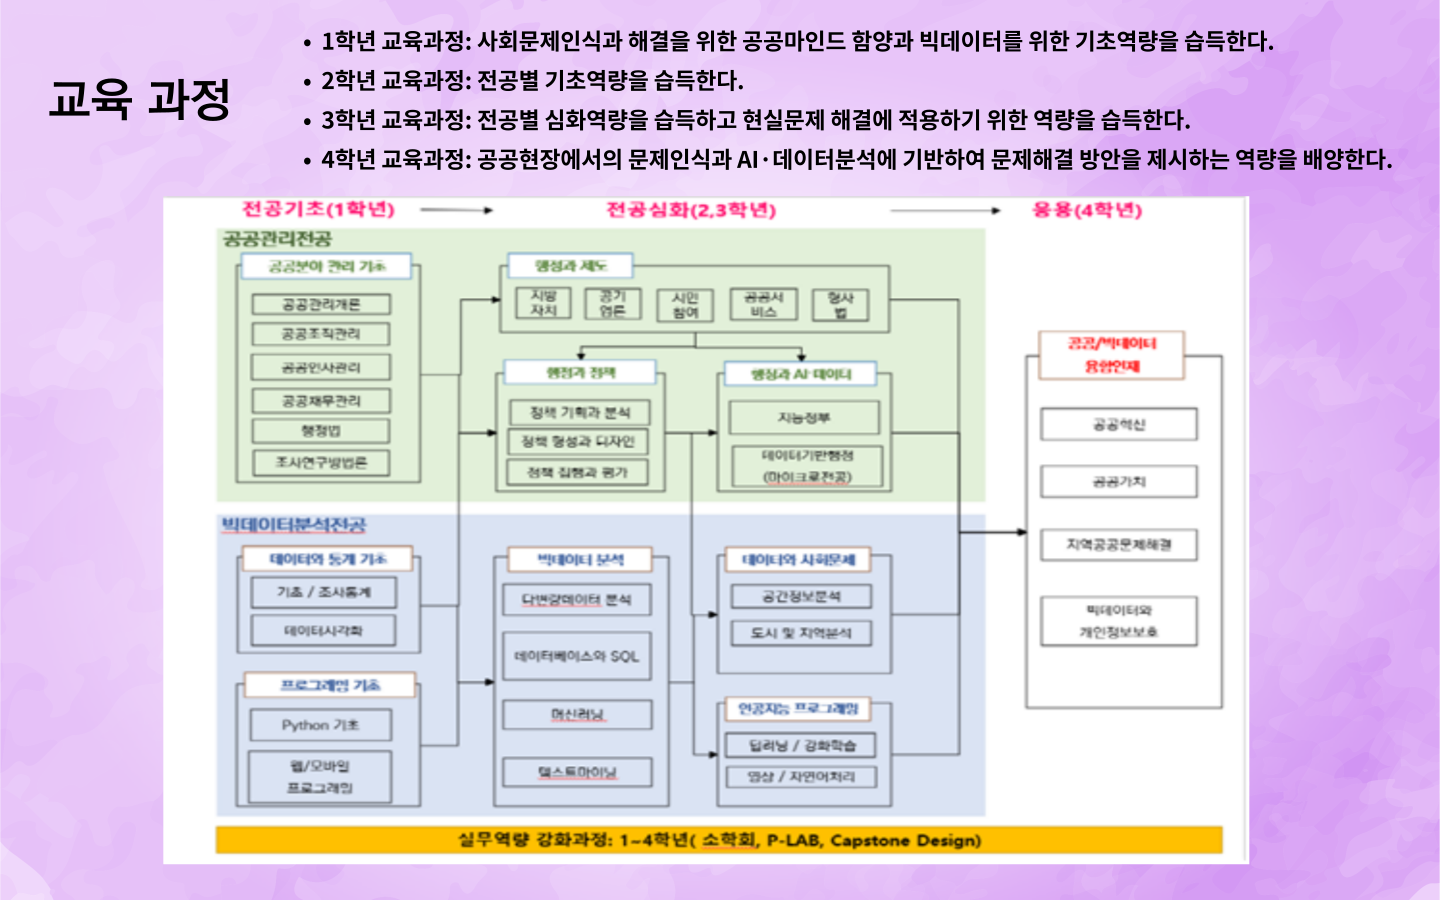 교육 과정
• 1학년 교육과정: 사회문제인식과 해결을 위한 공공마인드 함양과 빅데이터를 위한 기초역량을 습득한다.
• 2학년 교육과정: 전공별 기초역량을 습득한다.
• 3학년 교육과정: 전공별 심화역량을 습득하고 현실문제 해결에 적용하기 위한 역량을 습득한다.
• 4학년 교육과정: 공공현장에서의 문제인식과 AI·데이터분석에 기반하여 문제해결 방안을 제시하는 역량을 배양한다.
전공기초(1학년)
전공심화(2,3학년)
응용(4학년)
공공관리전공
공공분야 관리 기초
공공관리개론
공공조직관리
공공인사관리
공공재무관리
행정법
조사연구방법론
행정과 제도
지방
자치
공기
업론
시민
참여
공공서
비스
형사
법
행정과 정책
정책 기획과 분석
정책 형성과 디자인
정책 집행과 평가
행정과 AI·데이터
지능정부
데이터기반행정
(마이크로전공)
빅데이터분석전공
데이터와 통계 기초
기초 / 조사통계
데이터시각화
프로그래밍 기초
Python 기초
웹/모바일
프로그래밍
빅데이터 분석
다변량데이터 분석
데이터베이스와 SQL
머신러닝
텍스트마이닝
데이터와 사회문제
공간정보분석
도시 및 지역분석
인공지능 프로그래밍
딥러닝 / 강화학습
영상 / 자연어처리
공공/빅데이터
융합인재
공공혁신
공공가치
지역공공문제해결
빅데이터와
개인정보보호
실무역량 강화과정: 1~4학년( 소학회, P-LAB, Capstone Design)